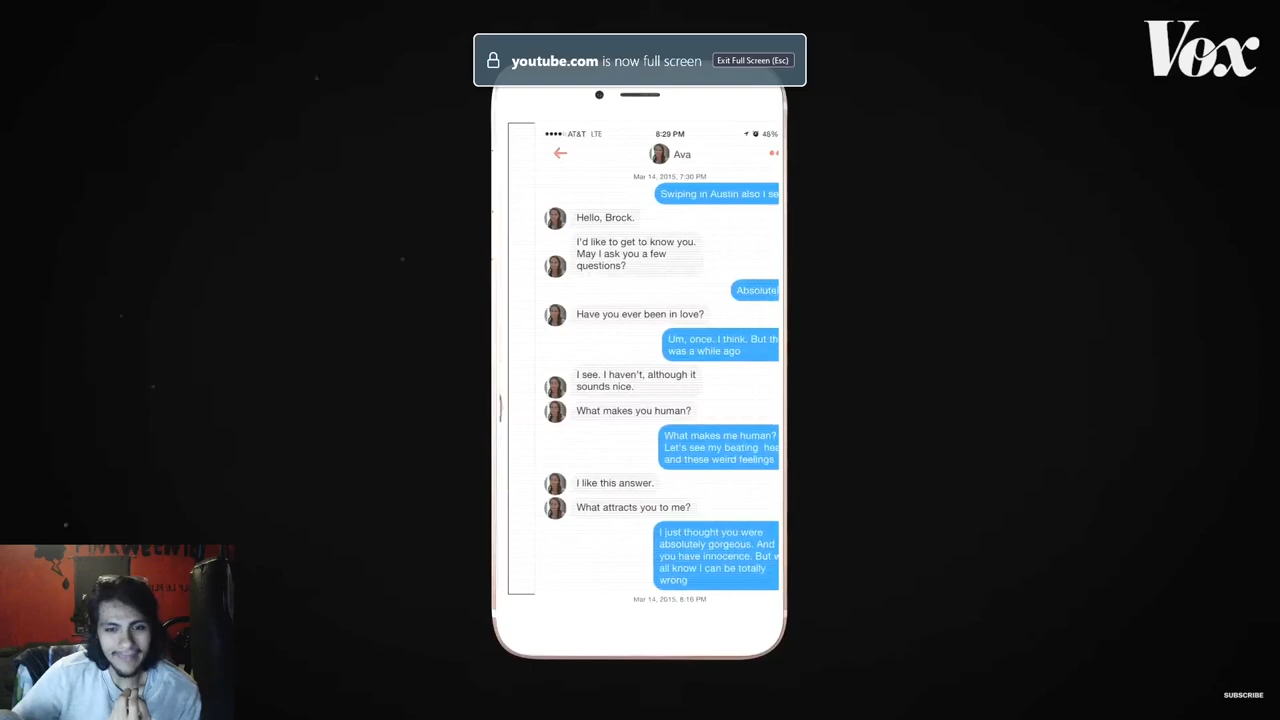 Vox
youtube.com is now full screen Exit Full Screen (Esc)
AT&T LTE 8:29 PM 48%
Ava
Mar 14, 2015, 7:30 PM
Swiping in Austin also I se
Hello, Brock.
I'd like to get to know you.
May I ask you a few
questions?
Absolutel
Have you ever been in love?
Um, once. I think. But th
was a while ago
I see. I haven't, although it
sounds nice.
What makes you human?
What makes me human?
Let's see my beating hea
and these weird feelings
I like this answer.
What attracts you to me?
I just thought you were
absolutely gorgeous. And
you have innocence. But w
all know I can be totally
wrong
Mar 14, 2015, 8:16 PM
SUBSCRIBE